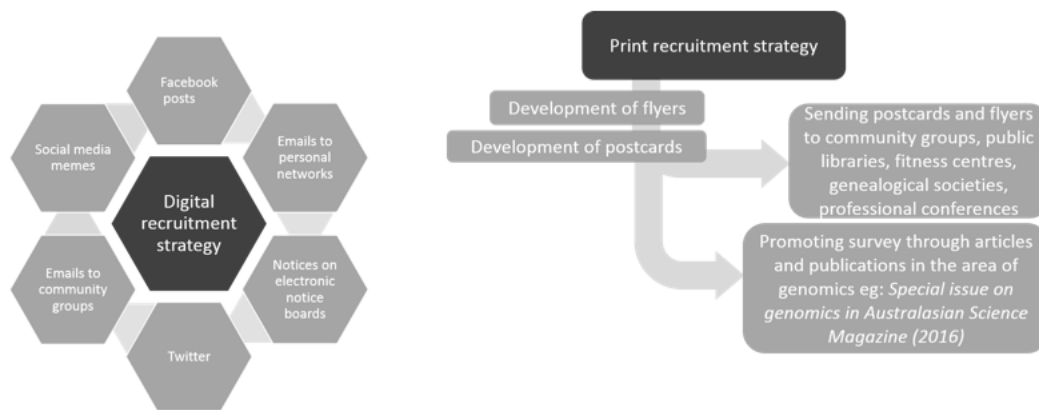 Facebook
posts
Emails to
personal
networks
Notices on
electronic
notice
boards
Twitter
Emails to
community
groups
Social media
memes
Digital
recruitment
strategy
Print recruitment strategy
Development of flyers
Development of postcards
Sending postcards and flyers
to community groups, public
libraries, fitness centres,
genealogical societies,
professional conferences
Promoting survey through articles
and publications in the area of
genomics eg: Special issue on
genomics in Australasian Science
Magazine (2016)